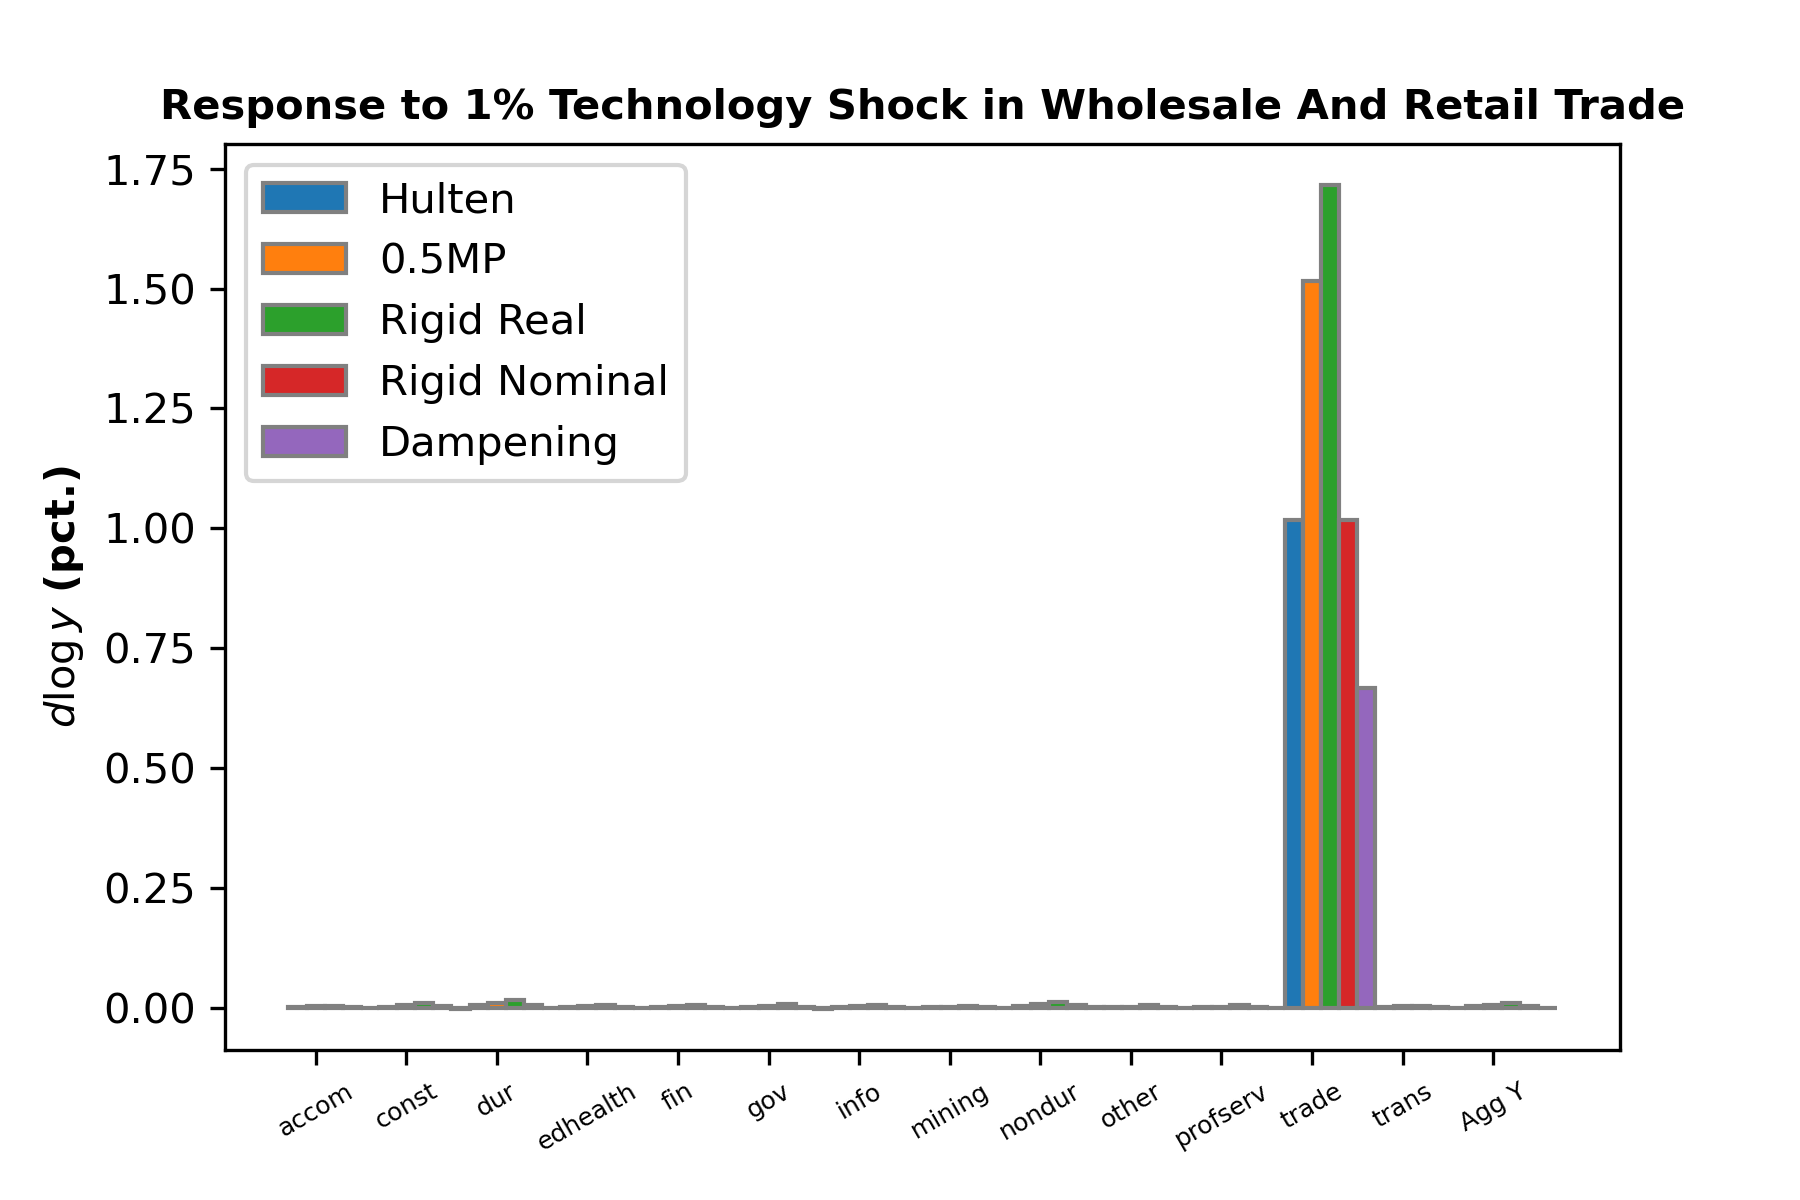 Response to 1% Technology Shock in Wholesale And Retail Trade
1.75
1.50
1.25
1.00
0.75
0.50
0.25
0.00
dlog y (pct.)
Hulten
0.5MP
Rigid Real
Rigid Nominal
Dampening
accom const dur edhealth fin gov info mining nondur other profserv trade trans Agg Y